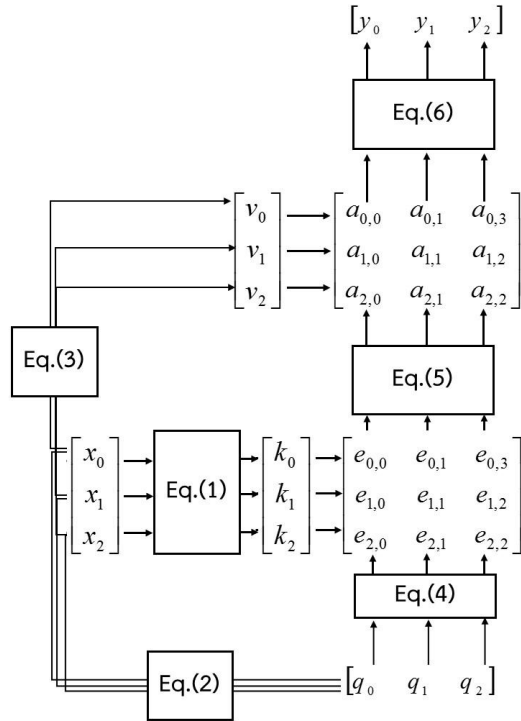 [y₀ y₁ y₂]
Eq.(6)
[v₀ v₁ v₂]
[a₀,₀ a₀,₁ a₀,₃
a₁,₀ a₁,₁ a₁,₂
a₂,₀ a₂,₁ a₂,₂]
Eq.(3)
Eq.(5)
[x₀ x₁ x₂]
Eq.(1)
[k₀ k₁ k₂]
[e₀,₀ e₀,₁ e₀,₃
e₁,₀ e₁,₁ e₁,₂
e₂,₀ e₂,₁ e₂,₂]
Eq.(4)
Eq.(2)
[q₀ q₁ q₂]